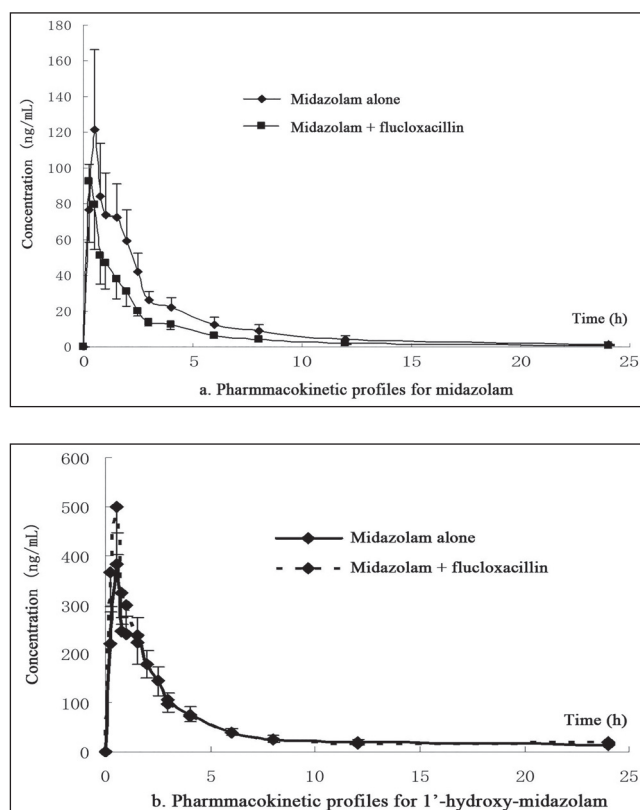 180
160
140
120
100
80
60
40
20
0
Concentration (ng/mL)
Midazolam alone
Midazolam + flucloxacillin
Time (h)
0 5 10 15 20 25
a. Pharmmacokinetic profiles for midazolam
600
500
400
300
200
100
0
Concentration (ng/mL)
Midazolam alone
Midazolam + flucloxacillin
Time (h)
0 5 10 15 20 25
b. Pharmmacokinetic profiles for 1'-hydroxy-midazolam